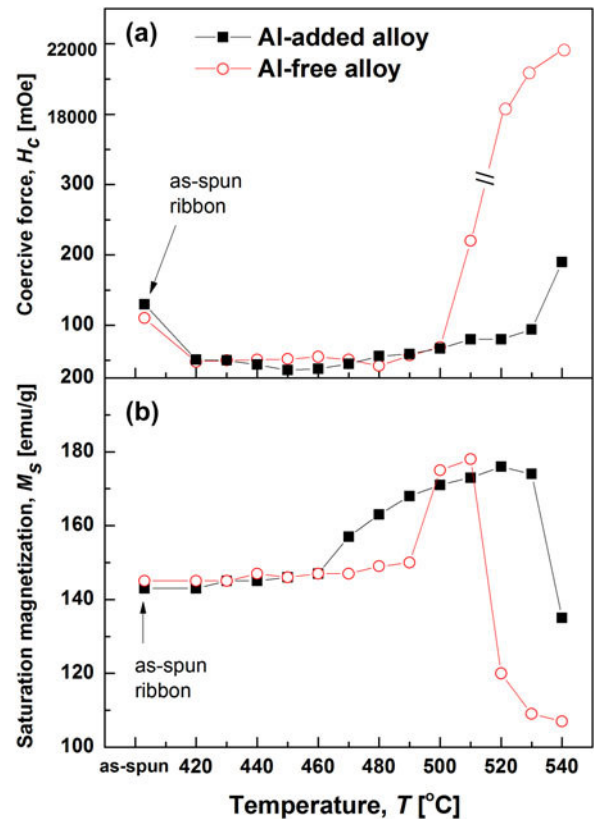 (a)
Al-added alloy
Al-free alloy
Coercive force, Hc [mOe]
22000
18000
300
200
100
as-spun
ribbon
(b)
Saturation magnetization, Ms [emu/g]
200
180
160
140
120
100
as-spun
ribbon
as-spun 420 440 460 480 500 520 540
Temperature, T [°C]